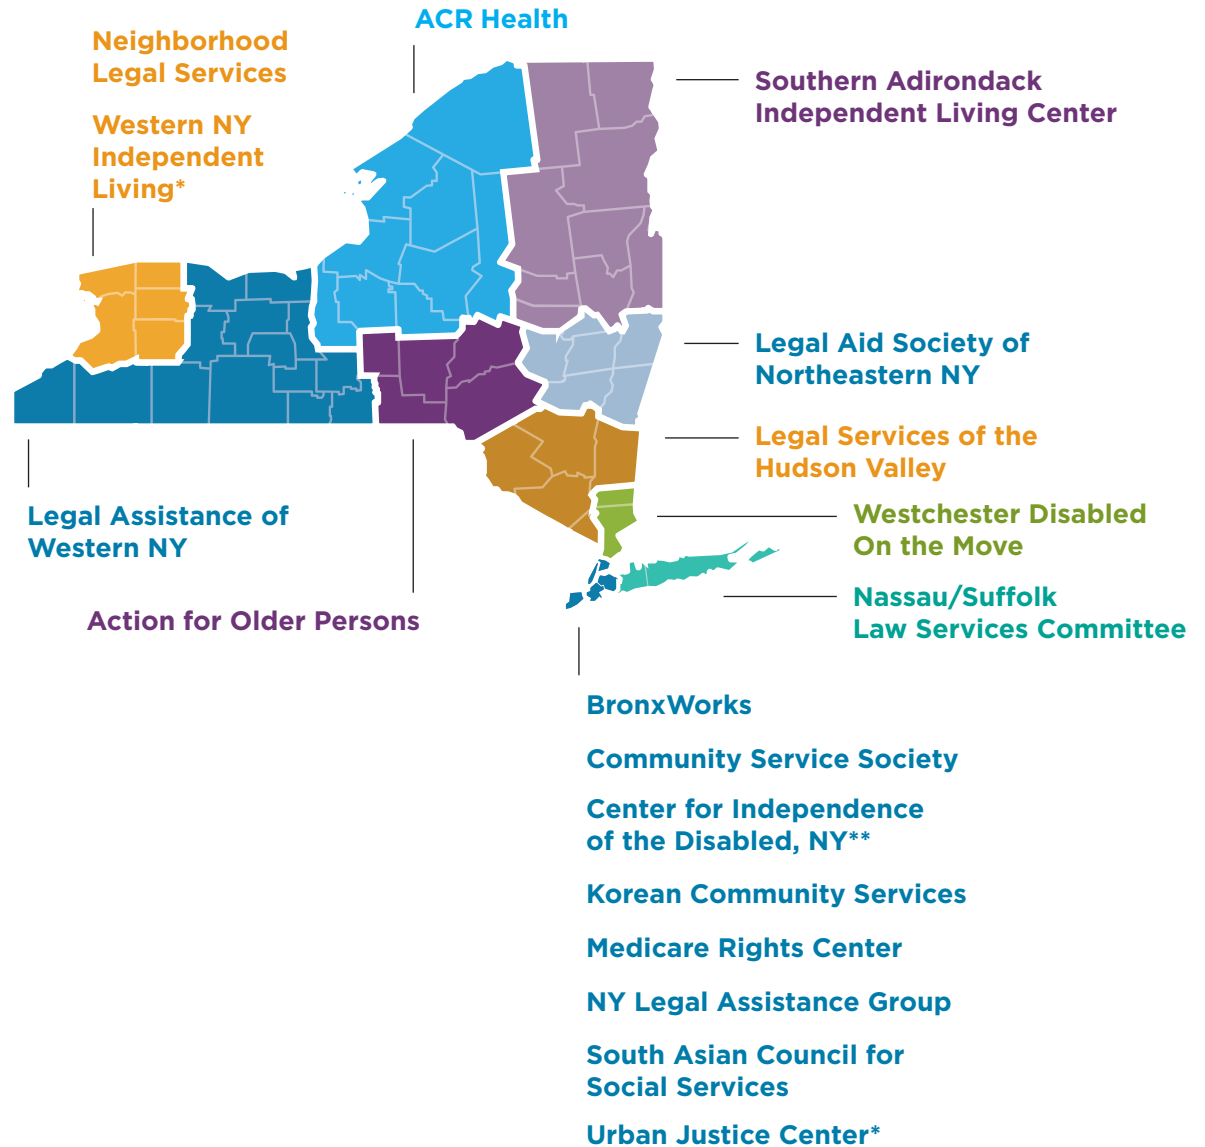 ACR Health
Neighborhood
Legal Services
Western NY
Independent
Living*
Southern Adirondack
Independent Living Center
Legal Aid Society of
Northeastern NY
Legal Services of the
Hudson Valley
Legal Assistance of
Western NY
Westchester Disabled
On the Move
Action for Older Persons
Nassau/Suffolk
Law Services Committee
BronxWorks
Community Service Society
Center for Independence
of the Disabled, NY**
Korean Community Services
Medicare Rights Center
NY Legal Assistance Group
South Asian Council for
Social Services
Urban Justice Center*